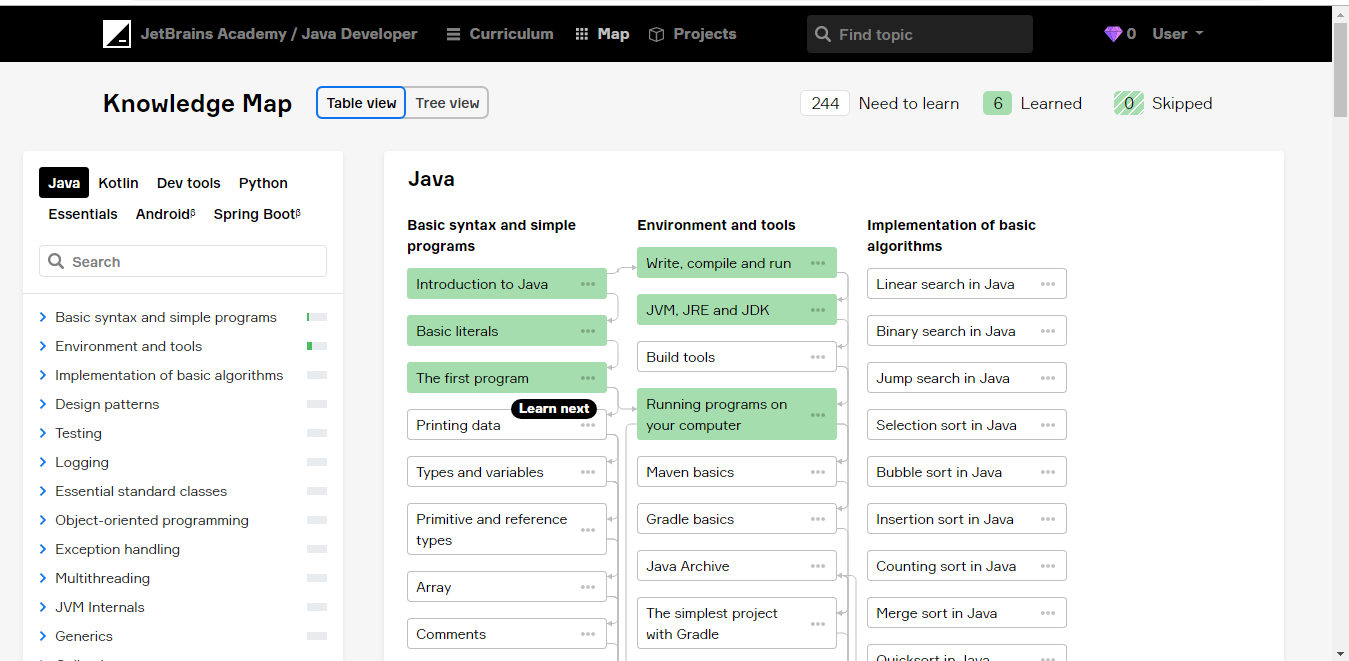 JetBrains Academy / Java Developer
Curriculum
Map
Projects
Find topic
0
User
Knowledge Map
Table view
Tree view
244 Need to learn
6 Learned
0 Skipped
Java Kotlin Dev tools Python
Essentials Androidᵝ Spring Bootᵝ
Search
Basic syntax and simple programs
Environment and tools
Implementation of basic algorithms
Design patterns
Testing
Logging
Essential standard classes
Object-oriented programming
Exception handling
Multithreading
JVM Internals
Generics
Java
Basic syntax and simple
programs
Introduction to Java
Basic literals
The first program
Learn next
Printing data
Types and variables
Primitive and reference
types
Array
Comments
Environment and tools
Write, compile and run
JVM, JRE and JDK
Build tools
Running programs on
your computer
Maven basics
Gradle basics
Java Archive
The simplest project
with Gradle
Implementation of basic
algorithms
Linear search in Java
Binary search in Java
Jump search in Java
Selection sort in Java
Bubble sort in Java
Insertion sort in Java
Counting sort in Java
Merge sort in Java
Quicksort in Java